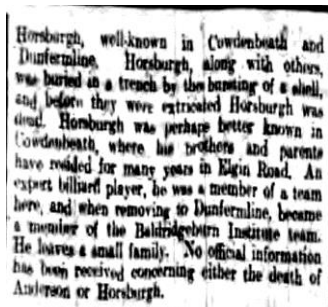 Horsburgh, well-known in Cowdenbeath and
Dunfermline. Horsburgh, along with others,
was buried in a trench by the bursting of a shell,
and before they were extricated Horsburgh was
dead. Horsburgh was perhaps better known in
Cowdenbeath, where his brothers and parents
have resided for many years in Elgin Road. An
expert billiard player, he was a member of a team
here, and when removing to Dunfermline, became
a member of the Baldridgeburn Institute team.
He leaves a small family. No official information
has been received concerning either the death of
Anderson or Horsburgh.